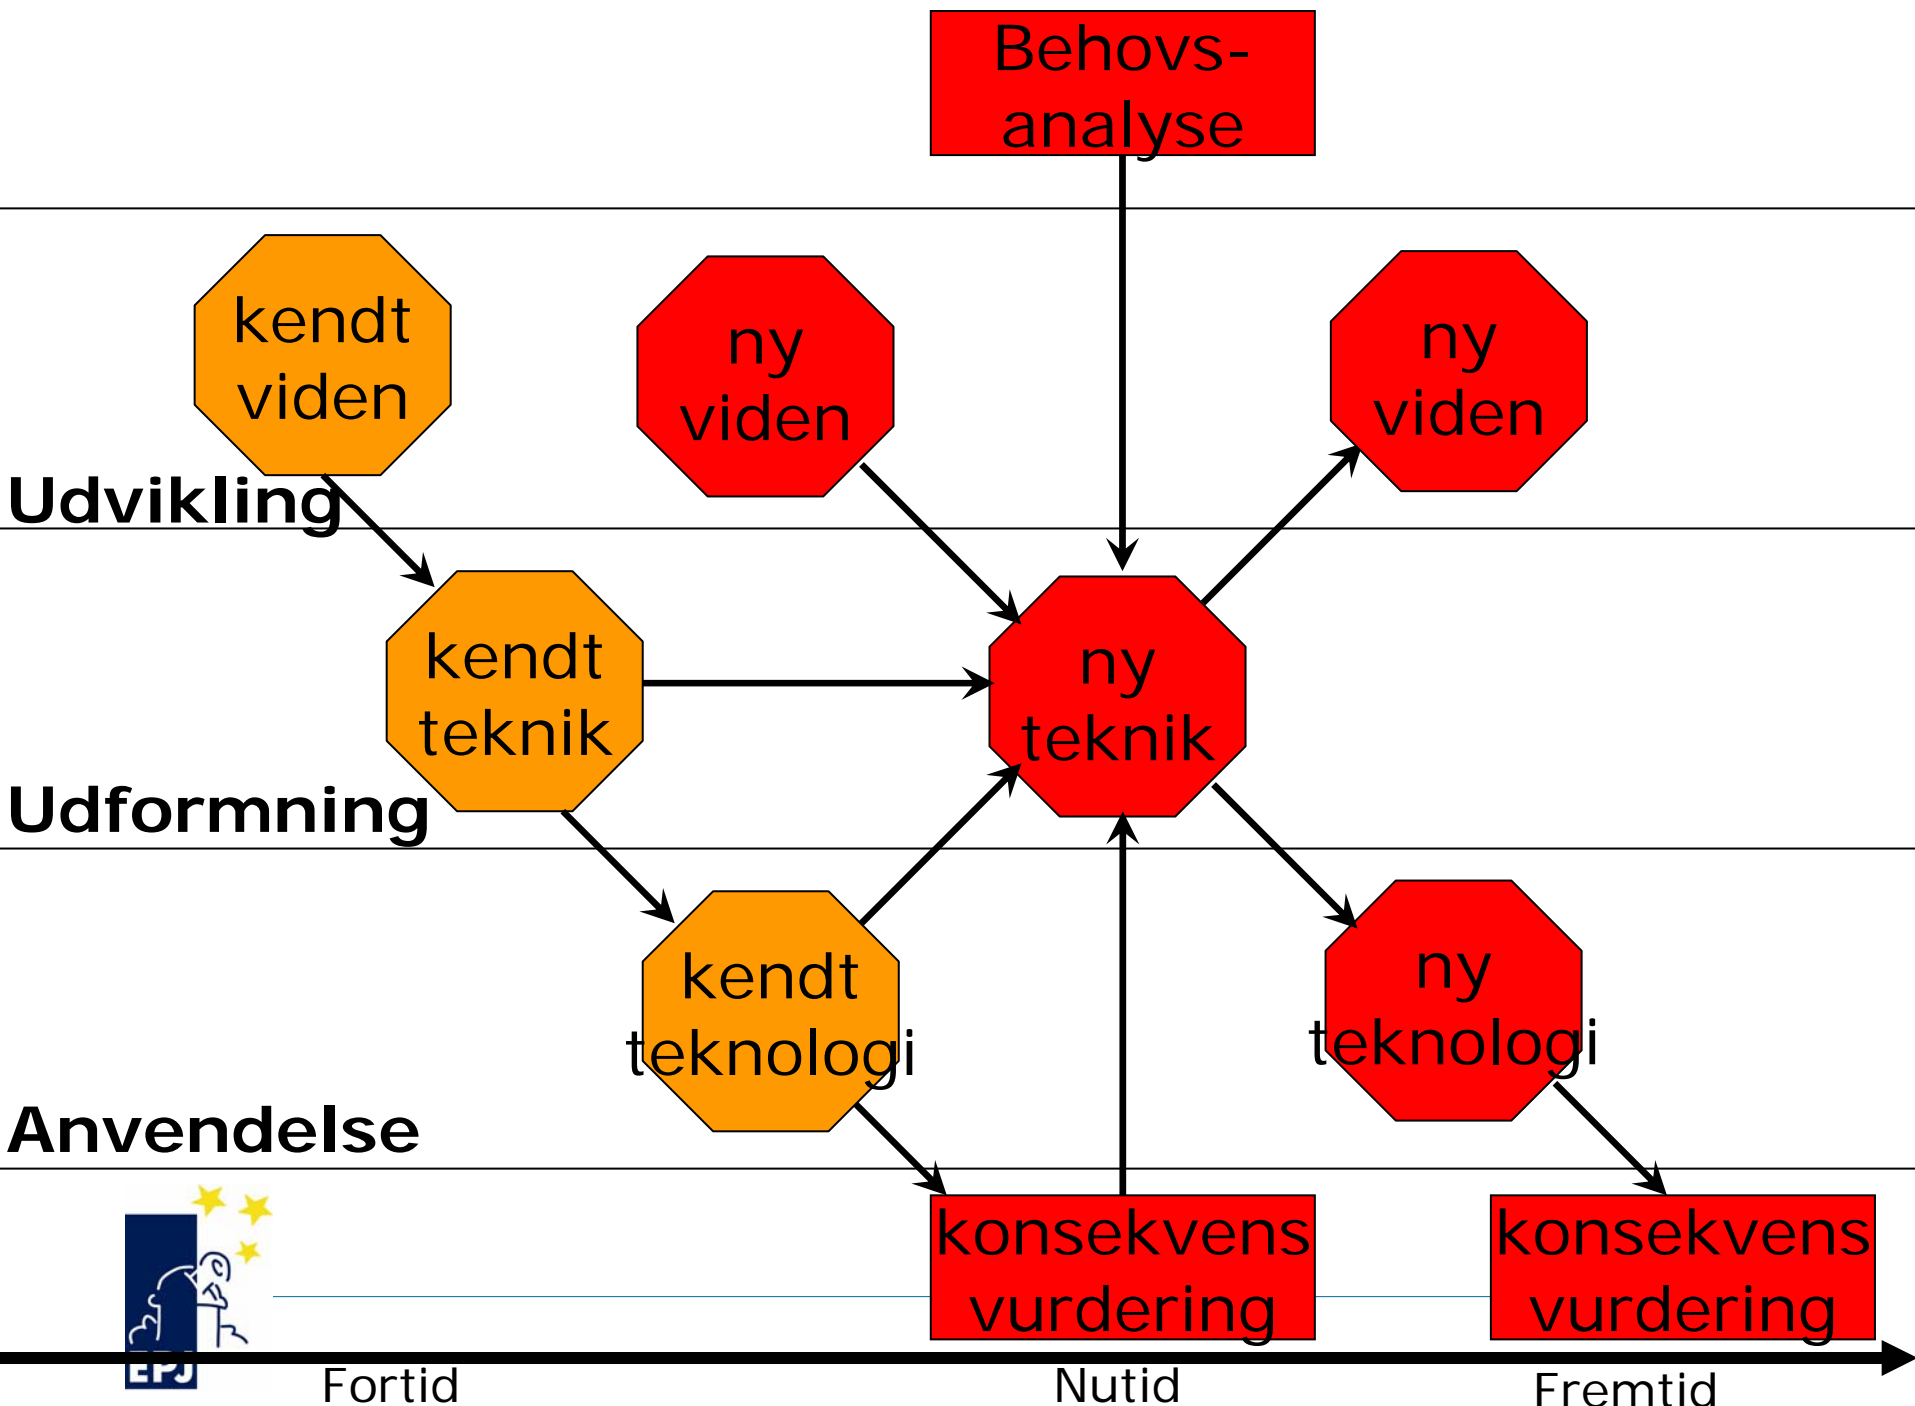 Behovs-
analyse
kendt
viden
ny
viden
ny
viden
Udvikling
kendt
teknik
ny
teknik
Udformning
kendt
teknologi
ny
teknologi
Anvendelse
konsekvens
vurdering
konsekvens
vurdering
EPJ
Fortid
Nutid
Fremtid